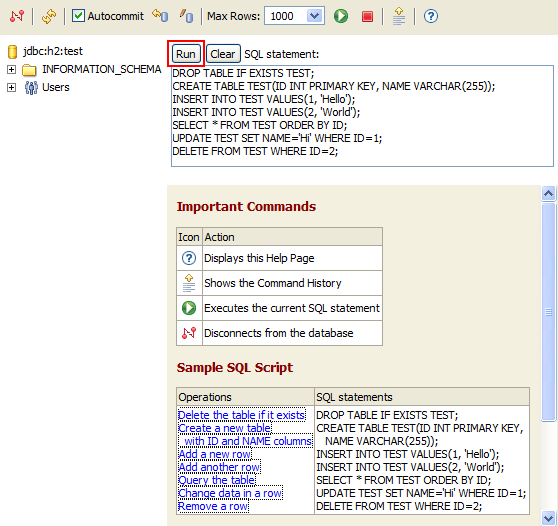 Autocommit Max Rows: 1000
jdbc:h2:test
INFORMATION_SCHEMA
Users
Run Clear SQL statement:
DROP TABLE IF EXISTS TEST;
CREATE TABLE TEST(ID INT PRIMARY KEY, NAME VARCHAR(255));
INSERT INTO TEST VALUES(1, 'Hello');
INSERT INTO TEST VALUES(2, 'World');
SELECT * FROM TEST ORDER BY ID;
UPDATE TEST SET NAME='Hi' WHERE ID=1;
DELETE FROM TEST WHERE ID=2;
Important Commands
Icon Action
? Displays this Help Page
Shows the Command History
Executes the current SQL statement
Disconnects from the database
Sample SQL Script
Operations SQL statements
Delete the table if it exists DROP TABLE IF EXISTS TEST;
Create a new table CREATE TABLE TEST(ID INT PRIMARY KEY,
with ID and NAME columns NAME VARCHAR(255));
Add a new row INSERT INTO TEST VALUES(1, 'Hello');
Add another row INSERT INTO TEST VALUES(2, 'World');
Query the table SELECT * FROM TEST ORDER BY ID;
Change data in a row UPDATE TEST SET NAME='Hi' WHERE ID=1;
Remove a row DELETE FROM TEST WHERE ID=2;